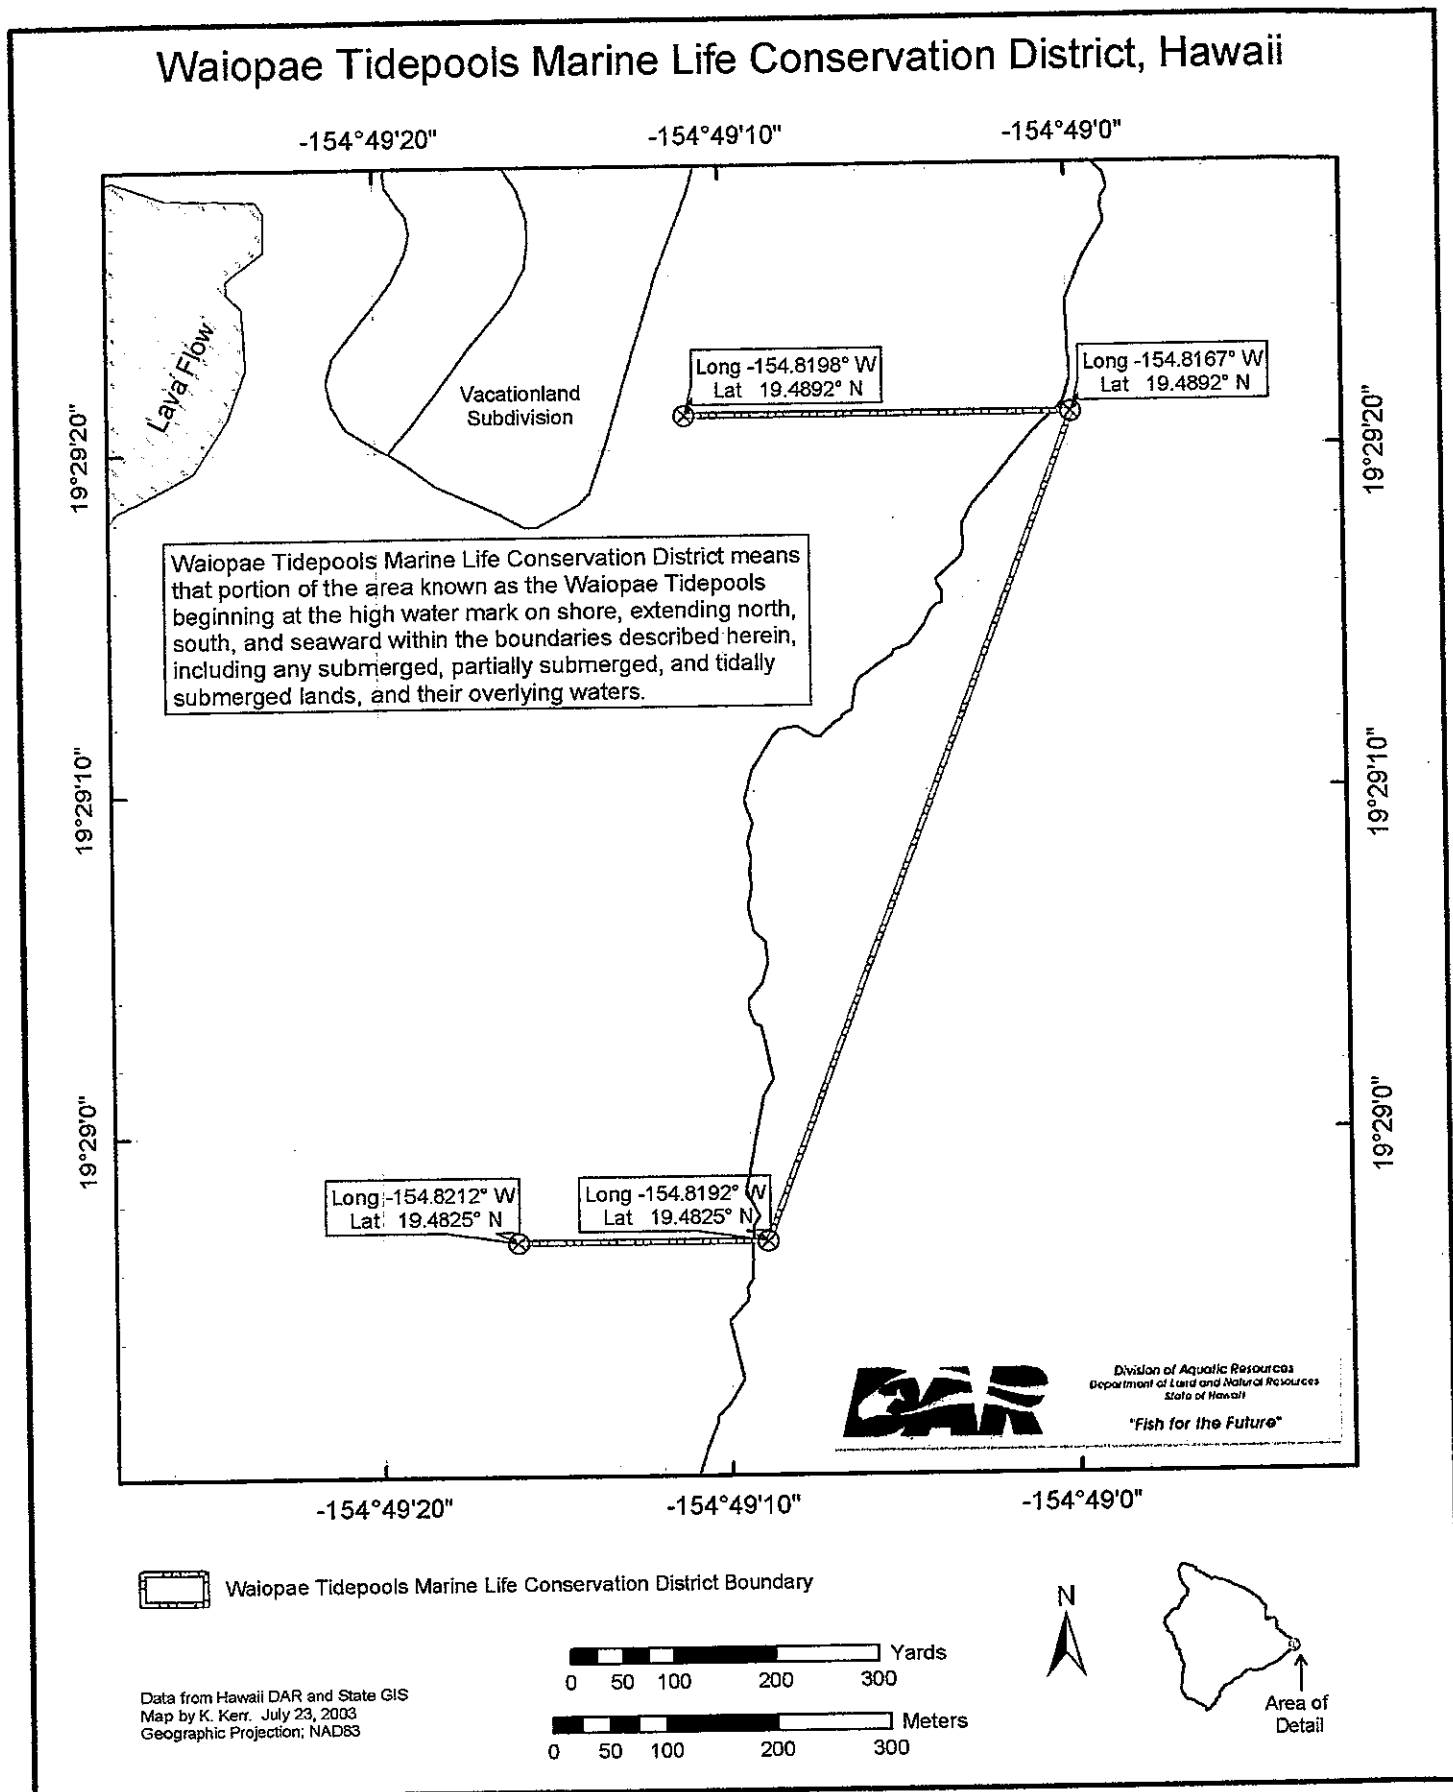 Waiopae Tidepools Marine Life Conservation District, Hawaii
-154°49'20"
-154°49'10"
-154°49'0"
Lava Flow
Vacationland
Subdivision
Long -154.8198° W
Lat 19.4892° N
Long -154.8167° W
Lat 19.4892° N
19°29'20"
19°29'20"
Waiopae Tidepools Marine Life Conservation District means
that portion of the area known as the Waiopae Tidepools
beginning at the high water mark on shore, extending north,
south, and seaward within the boundaries described herein,
including any submerged, partially submerged, and tidally
submerged lands, and their overlying waters.
19°29'10"
19°29'10"
19°29'0"
19°29'0"
Long -154.8212° W
Lat 19.4825° N
Long -154.8192° W
Lat 19.4825° N
DAR
Division of Aquatic Resources
Department of Land and Natural Resources
State of Hawaii
"Fish for the Future"
-154°49'20"
-154°49'10"
-154°49'0"
Waiopae Tidepools Marine Life Conservation District Boundary
N
Yards
0 50 100 200 300
Meters
0 50 100 200 300
Data from Hawaii DAR and State GIS
Map by K. Kerr. July 23, 2003
Geographic Projection; NAD83
Area of
Detail